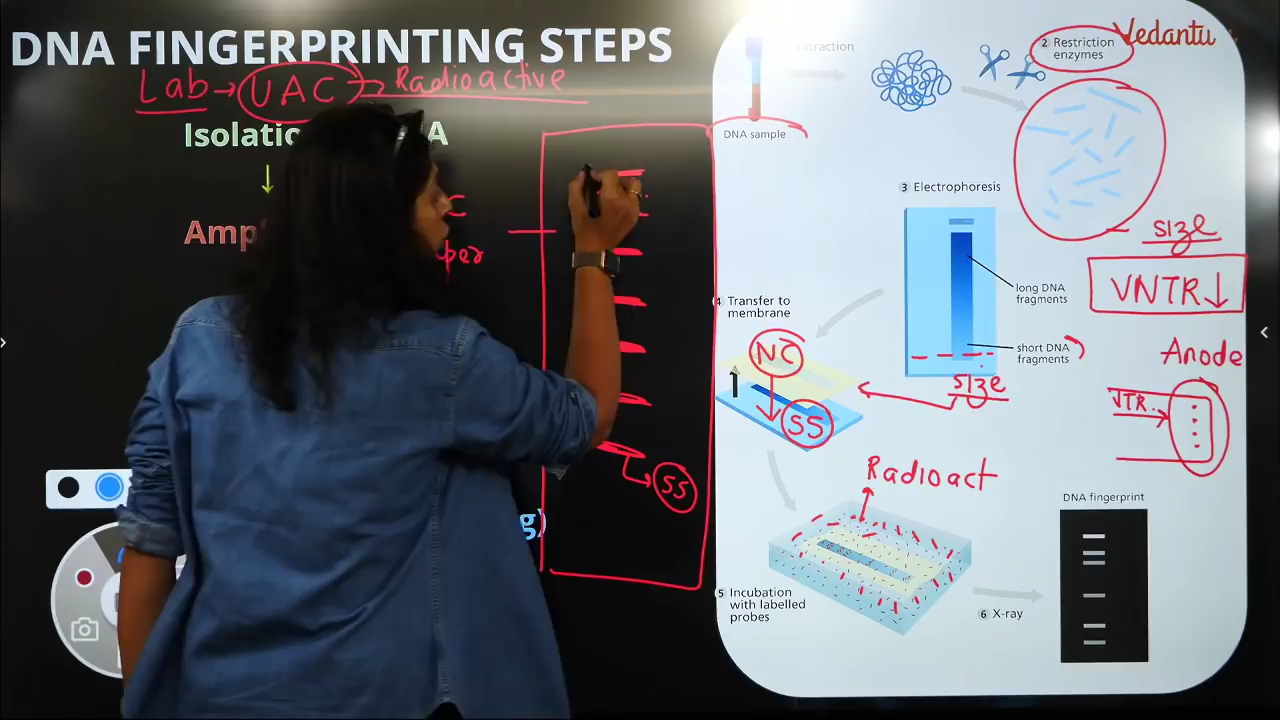 DNA FINGERPRINTING STEPS
Lab → UAC → Radioactive
Isolatio A
↓
Amp
per
SS
g)
Vedantu
Extraction
2 Restriction
enzymes
DNA sample
3 Electrophoresis
size
VNTR↓
long DNA
fragments
4 Transfer to
membrane
short DNA
fragments
Anode
NC
size
SS
Radioact
DNA fingerprint
5 Incubation
with labelled
probes
6 X-ray